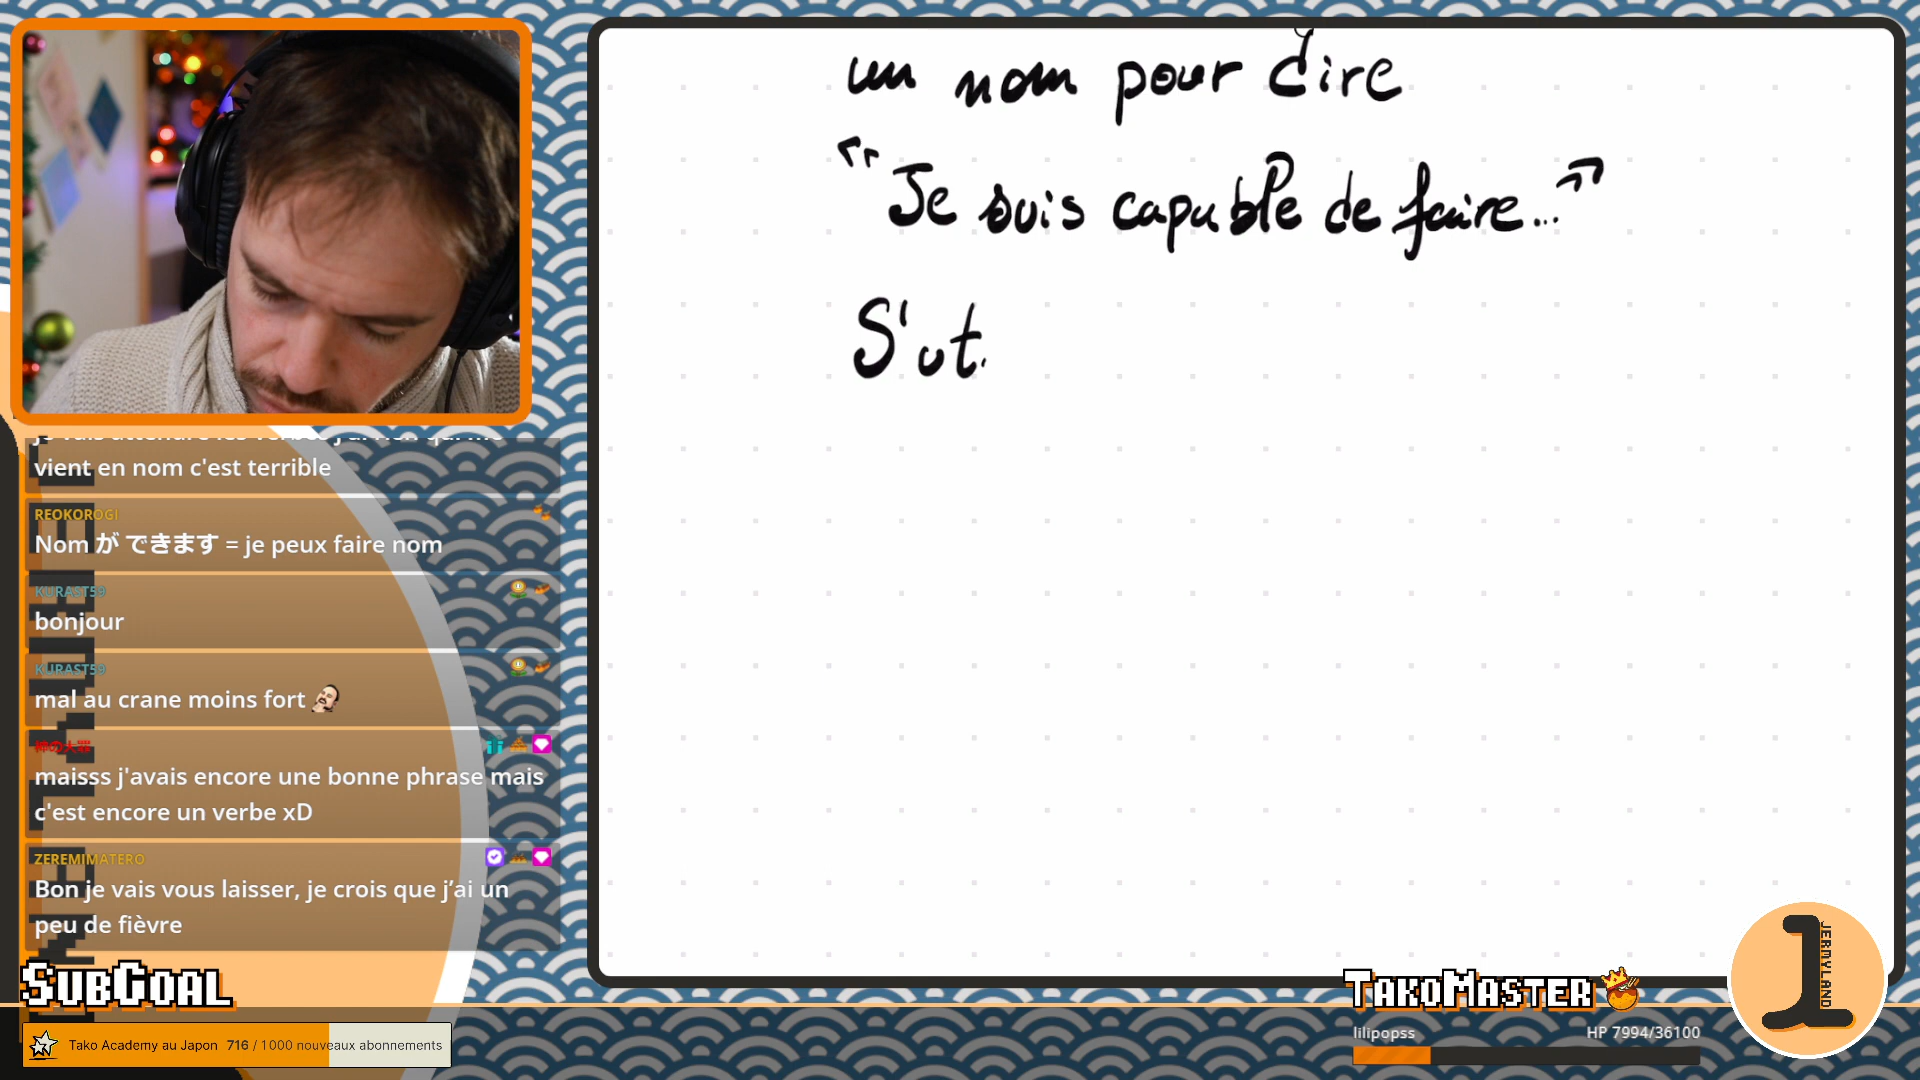 un nom pour dire
"Je suis capable de faire..."
S'ut
vient en nom c'est terrible
REOKOROGI
Nom が できます = je peux faire nom
KURAST59
bonjour
KURAST59
mal au crane moins fort
maisss j'avais encore une bonne phrase mais
c'est encore un verbe xD
ZEREMIMATERO
Bon je vais vous laisser, je crois que j'ai un
peu de fièvre
SUBGOAL
Tako Academy au Japon 716 / 1000 nouveaux abonnements
TAKOMASTER
lilipopss HP 7994/36100
JERMYLAND